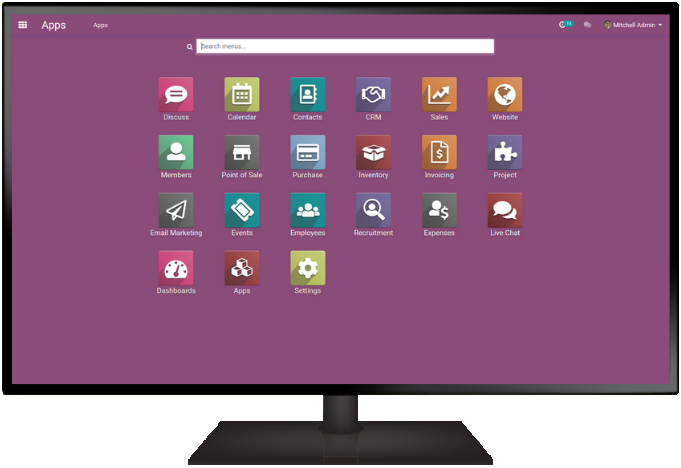 Apps Apps 14 Mitchell Admin
Search menus...
Discuss Calendar Contacts CRM Sales Website
Members Point of Sale Purchase Inventory Invoicing Project
Email Marketing Events Employees Recruitment Expenses Live Chat
Dashboards Apps Settings